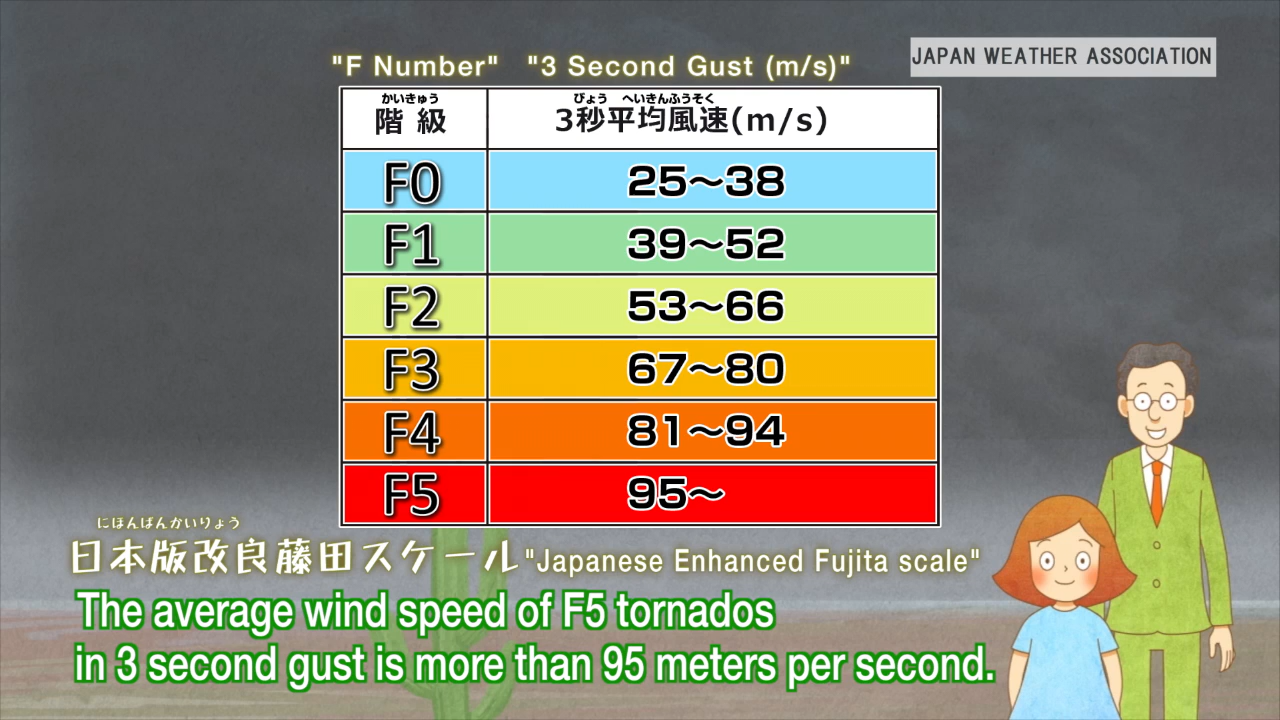 JAPAN WEATHER ASSOCIATION
"F Number" "3 Second Gust (m/s)"
かいきゅう びょう へいきんふうそく
階級 3秒平均風速(m/s)
F0 25～38
F1 39～52
F2 53～66
F3 67～80
F4 81～94
F5 95～
にほんばんかいりょう
日本版改良藤田スケール "Japanese Enhanced Fujita scale"
The average wind speed of F5 tornados
in 3 second gust is more than 95 meters per second.